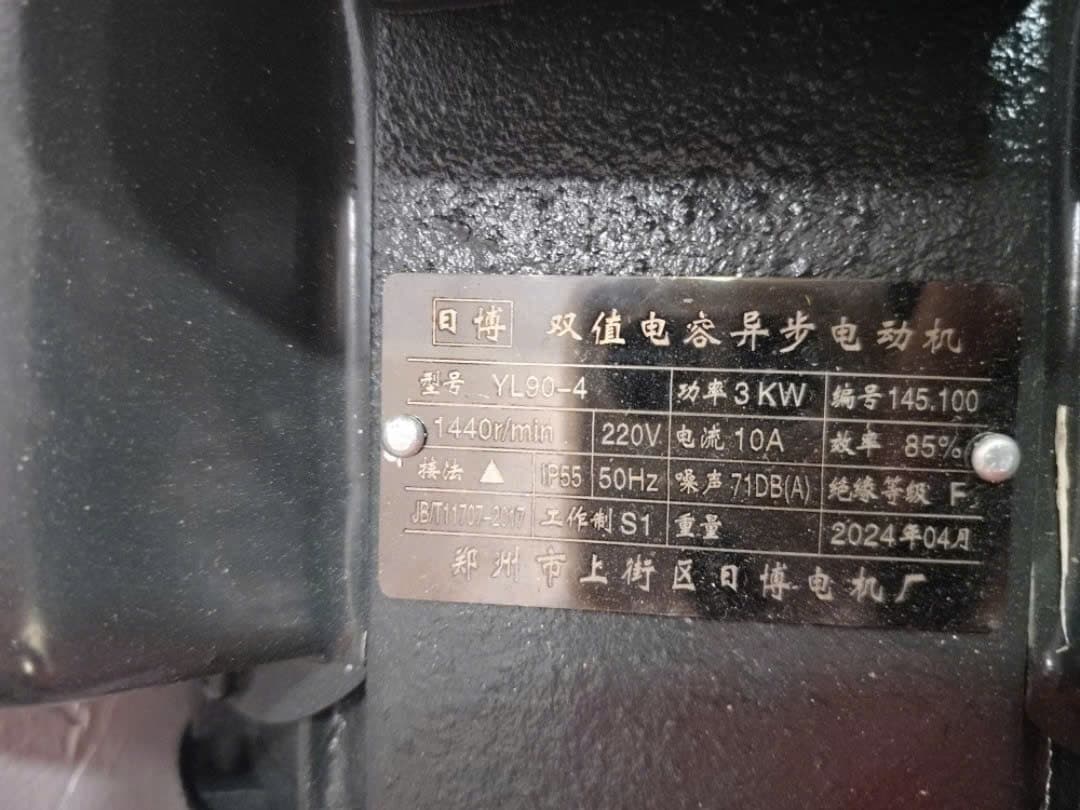 日博 双值电容异步电动机
型号 YL90-4 功率 3 KW 编号 145.100
1440r/min 220V 电流 10A 效率 85%
接法 ▲ IP55 50Hz 噪声 71DB(A) 绝缘等级 F
JB/T11707-2017 工作制 S1 重量 2024年04月
郑州市上街区日博电机厂